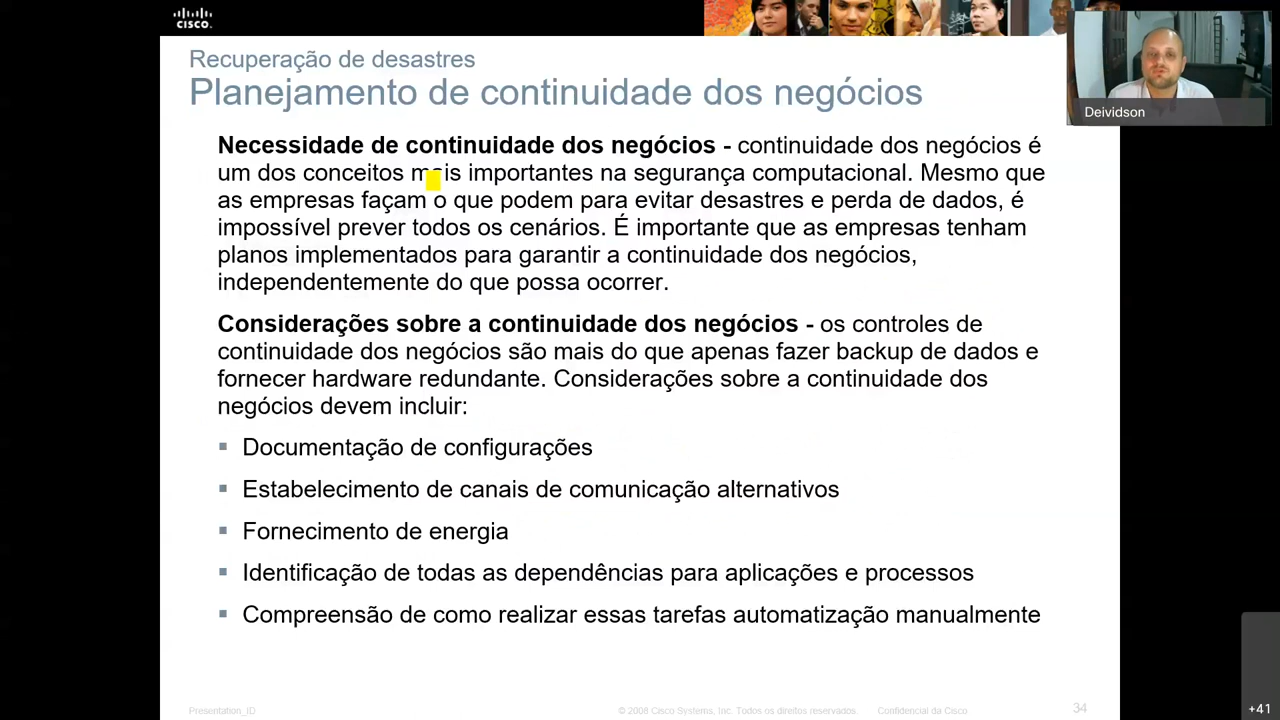 CISCO.
Recuperação de desastres
Planejamento de continuidade dos negócios
Deividson
Necessidade de continuidade dos negócios - continuidade dos negócios é
um dos conceitos mais importantes na segurança computacional. Mesmo que
as empresas façam o que podem para evitar desastres e perda de dados, é
impossível prever todos os cenários. É importante que as empresas tenham
planos implementados para garantir a continuidade dos negócios,
independentemente do que possa ocorrer.
Considerações sobre a continuidade dos negócios - os controles de
continuidade dos negócios são mais do que apenas fazer backup de dados e
fornecer hardware redundante. Considerações sobre a continuidade dos
negócios devem incluir:
Documentação de configurações
Estabelecimento de canais de comunicação alternativos
Fornecimento de energia
Identificação de todas as dependências para aplicações e processos
Compreensão de como realizar essas tarefas automatização manualmente
Presentation_ID
© 2008 Cisco Systems, Inc. Todos os direitos reservados.
Confidencial da Cisco
34
+41